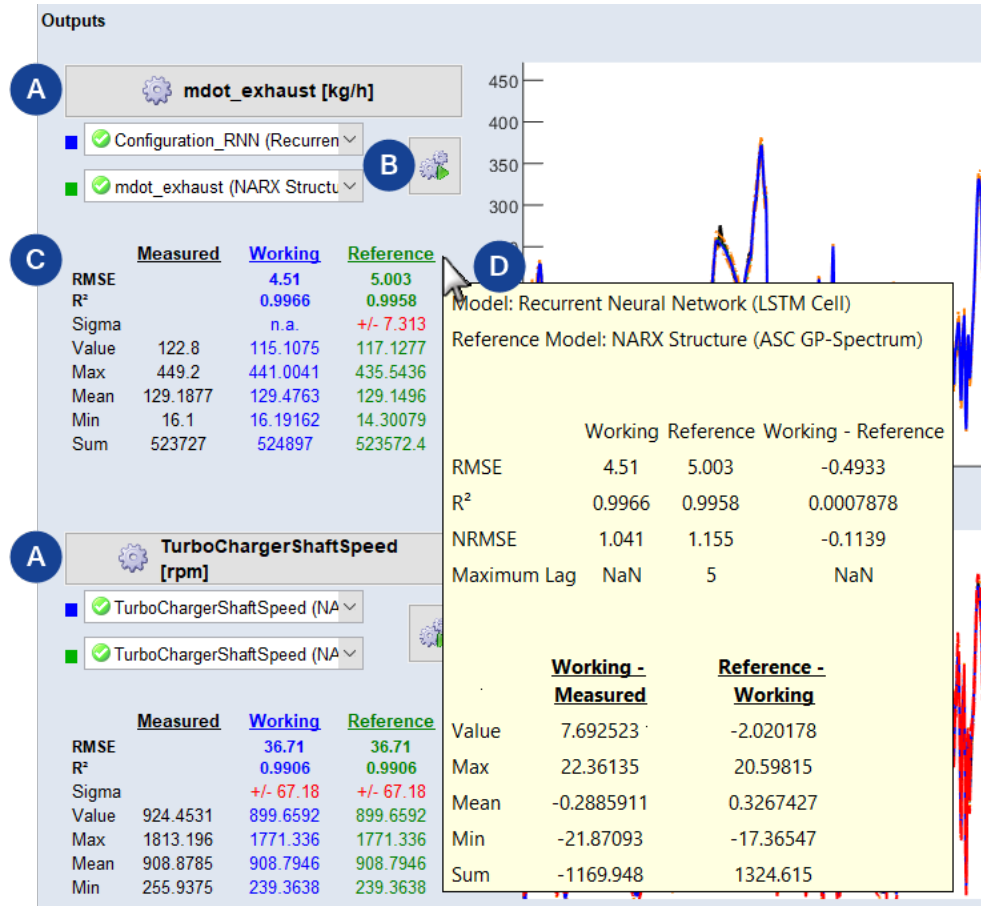 Outputs
A
mdot_exhaust [kg/h]
Configuration_RNN (Recurren
B
mdot_exhaust (NARX Structu
C
Measured Working Reference
RMSE 4.51 5.003
R² 0.9966 0.9958
Sigma n.a. +/- 7.313
Value 122.8 115.1075 117.1277
Max 449.2 441.0041 435.5436
Mean 129.1877 129.4763 129.1496
Min 16.1 16.19162 14.30079
Sum 523727 524897 523572.4
A
TurboChargerShaftSpeed
[rpm]
TurboChargerShaftSpeed (NA
TurboChargerShaftSpeed (NA
Measured Working Reference
RMSE 36.71 36.71
R² 0.9906 0.9906
Sigma +/- 67.18 +/- 67.18
Value 924.4531 899.6592 899.6592
Max 1813.196 1771.336 1771.336
Mean 908.8785 908.7946 908.7946
Min 255.9375 239.3638 239.3638
450
400
350
300
D
Model: Recurrent Neural Network (LSTM Cell)
Reference Model: NARX Structure (ASC GP-Spectrum)
Working Reference Working - Reference
RMSE 4.51 5.003 -0.4933
R² 0.9966 0.9958 0.0007878
NRMSE 1.041 1.155 -0.1139
Maximum Lag NaN 5 NaN
Working - Reference -
Measured Working
Value 7.692523 -2.020178
Max 22.36135 20.59815
Mean -0.2885911 0.3267427
Min -21.87093 -17.36547
Sum -1169.948 1324.615